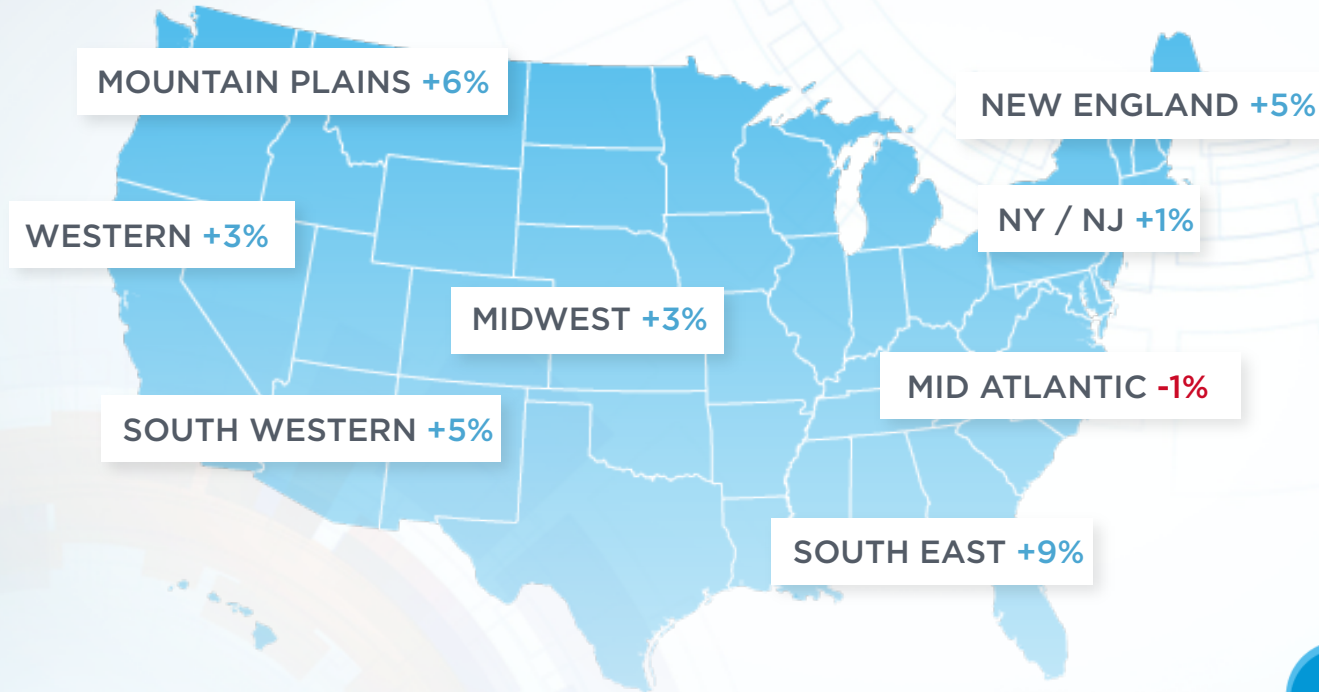 MOUNTAIN PLAINS +6%
NEW ENGLAND +5%
WESTERN +3%
NY / NJ +1%
MIDWEST +3%
MID ATLANTIC -1%
SOUTH WESTERN +5%
SOUTH EAST +9%